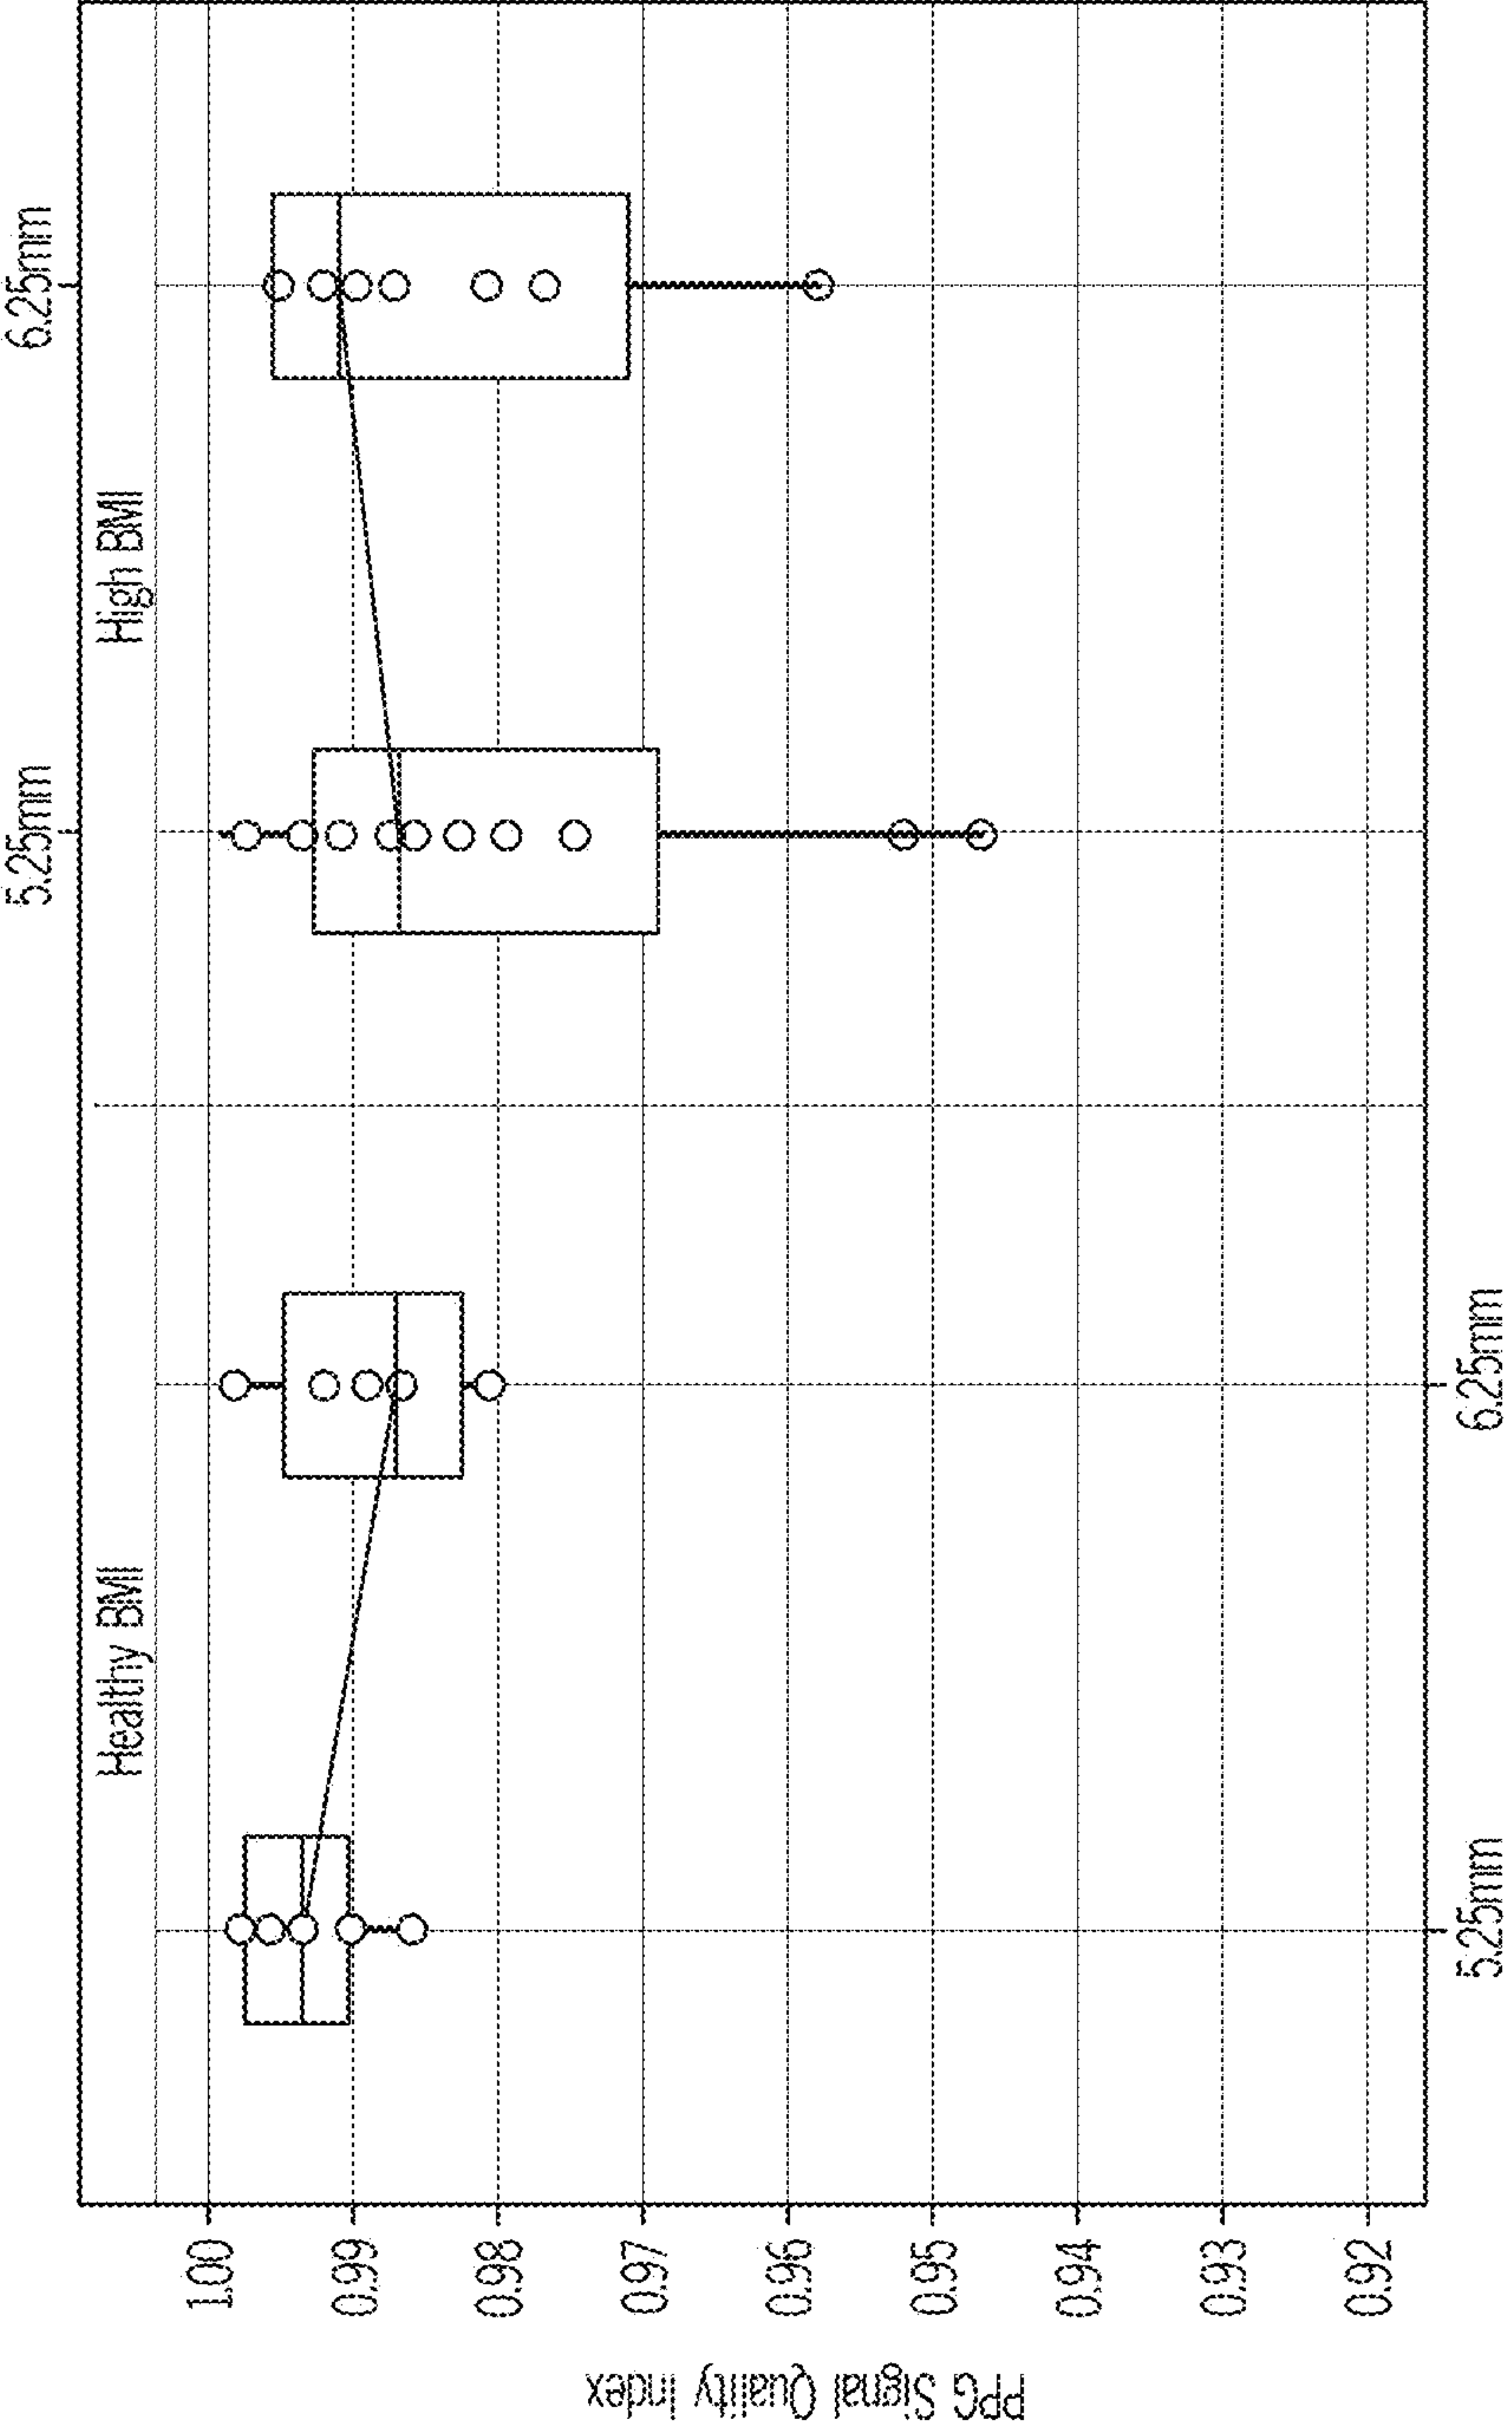 5.25mm
6.25mm
Healthy BMI
High BMI
PPG Signal Quality Index
1.00
0.99
0.98
0.97
0.96
0.95
0.94
0.93
0.92
5.25mm
6.25mm